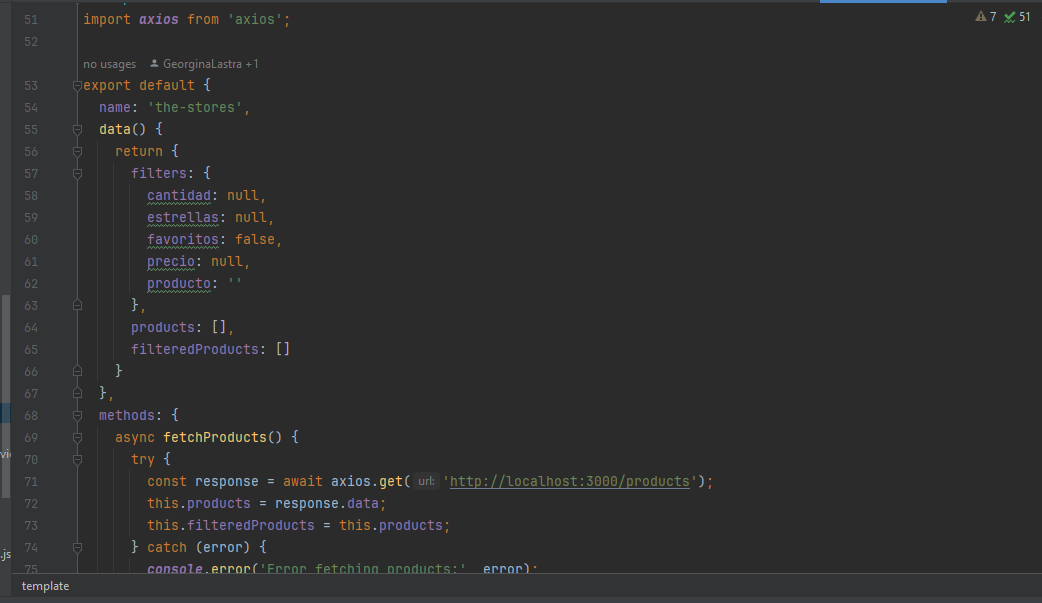 ⚠ 7 ✓ 51
51 import axios from 'axios';
52
no usages GeorginaLastra +1
53 export default {
54 name: 'the-stores',
55 data() {
56 return {
57 filters: {
58 cantidad: null,
59 estrellas: null,
60 favoritos: false,
61 precio: null,
62 producto: ''
63 },
64 products: [],
65 filteredProducts: []
66 }
67 },
68 methods: {
69 async fetchProducts() {
70 try {
71 const response = await axios.get( url: 'http://localhost:3000/products');
72 this.products = response.data;
73 this.filteredProducts = this.products;
74 } catch (error) {
75 console.error('Error fetching products:', error);
vi
.js
template